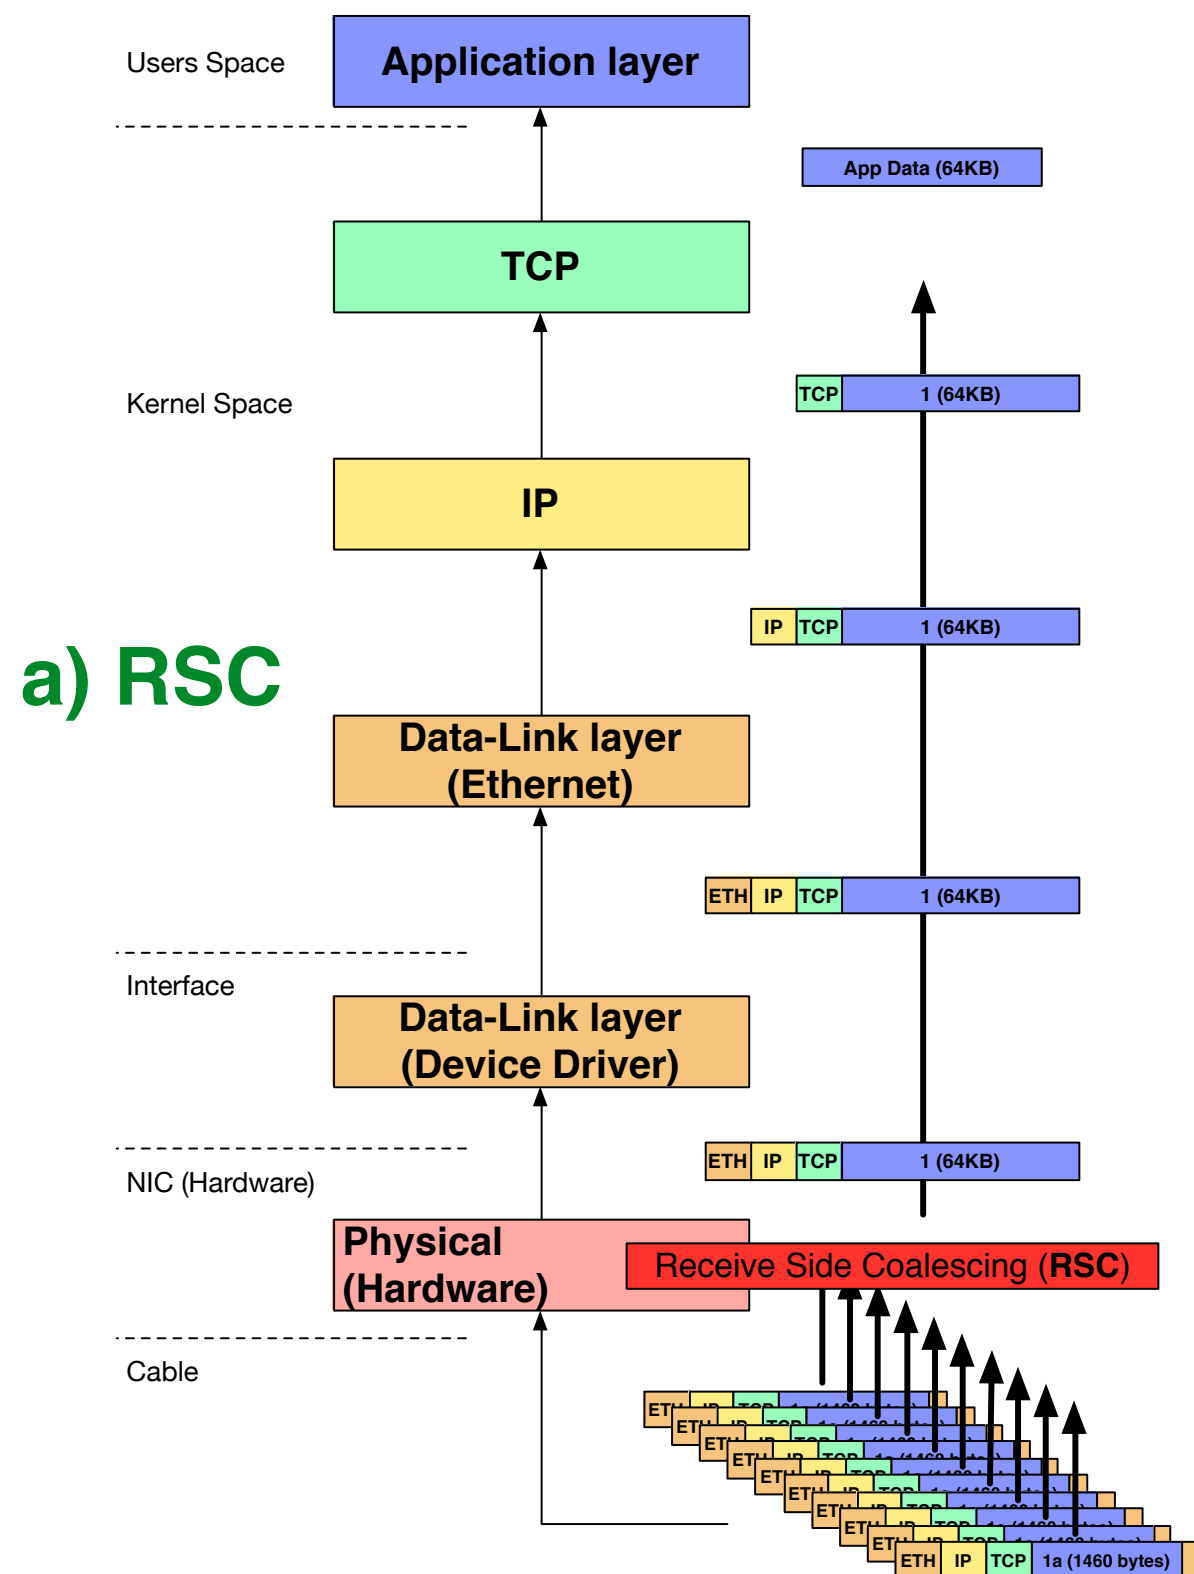 Users Space
Application layer
App Data (64KB)
TCP
Kernel Space
TCP 1 (64KB)
IP
IP TCP 1 (64KB)
a) RSC
Data-Link layer
(Ethernet)
ETH IP TCP 1 (64KB)
Interface
Data-Link layer
(Device Driver)
NIC (Hardware)
ETH IP TCP 1 (64KB)
Physical
(Hardware)
Receive Side Coalescing (RSC)
Cable
ETH IP TCP 1a (1460 bytes)